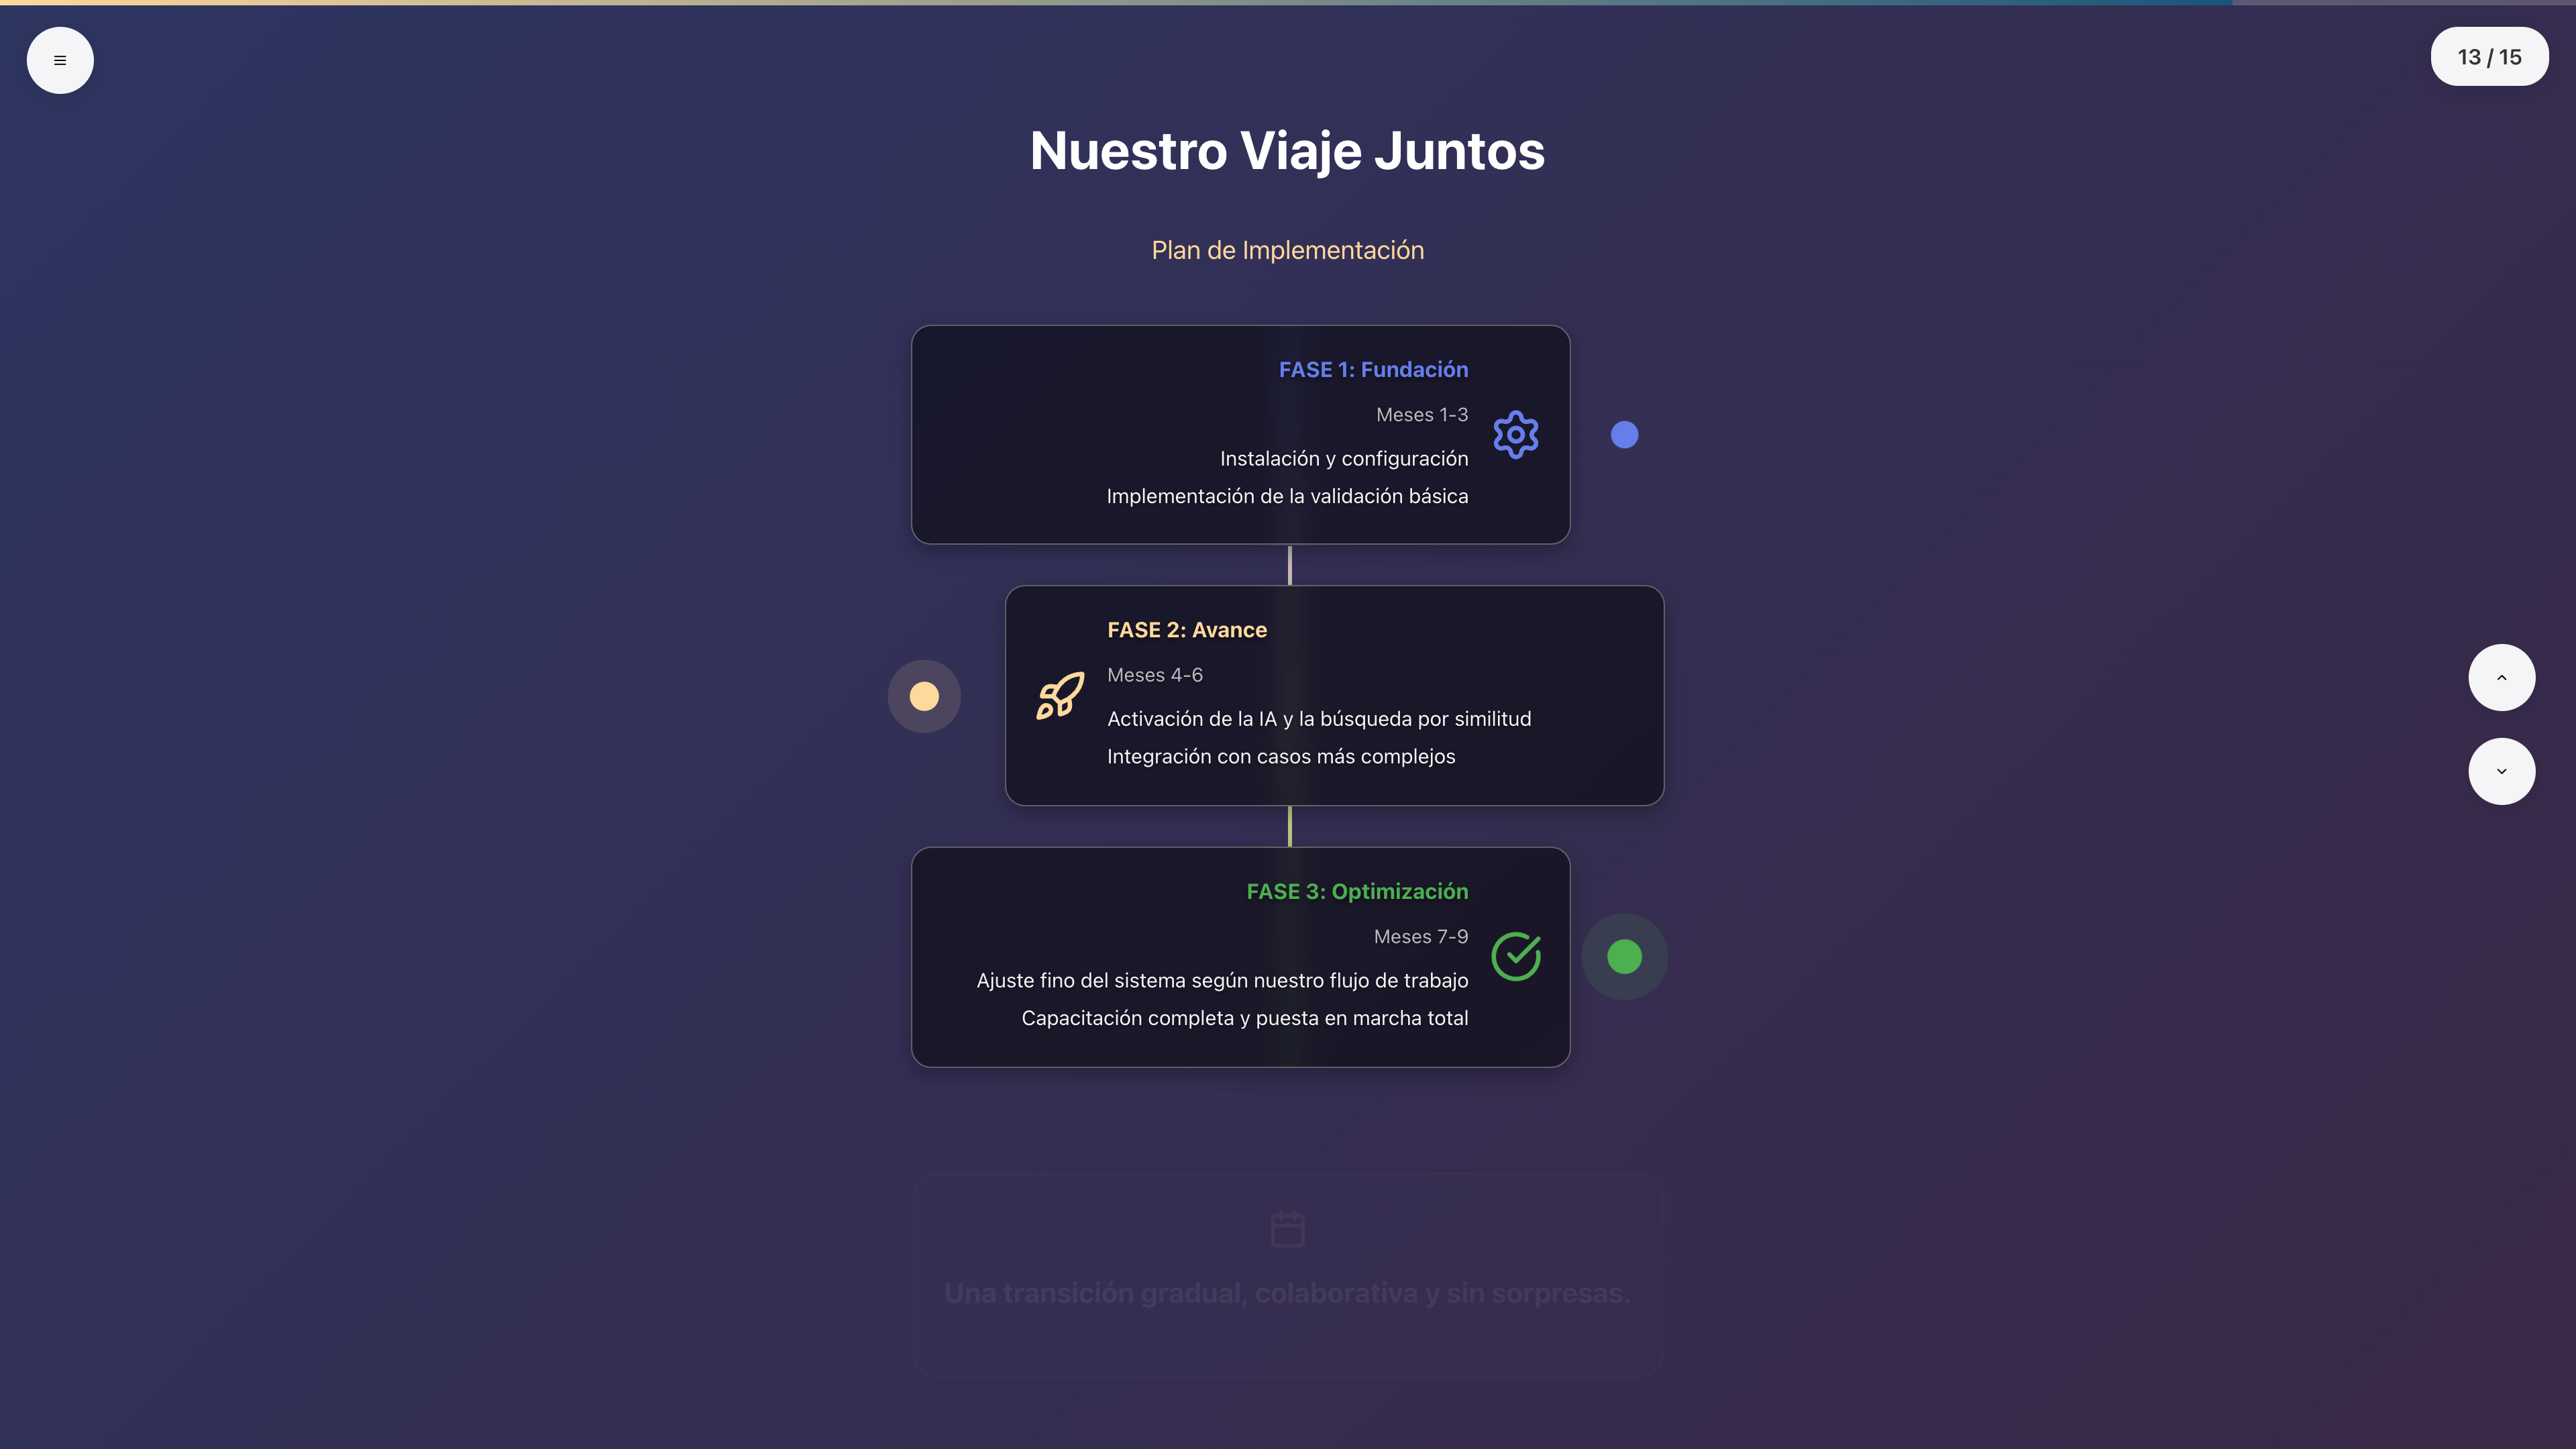 13 / 15
Nuestro Viaje Juntos
Plan de Implementación
FASE 1: Fundación
Meses 1-3
Instalación y configuración
Implementación de la validación básica
FASE 2: Avance
Meses 4-6
Activación de la IA y la búsqueda por similitud
Integración con casos más complejos
FASE 3: Optimización
Meses 7-9
Ajuste fino del sistema según nuestro flujo de trabajo
Capacitación completa y puesta en marcha total
Una transición gradual, colaborativa y sin sorpresas.